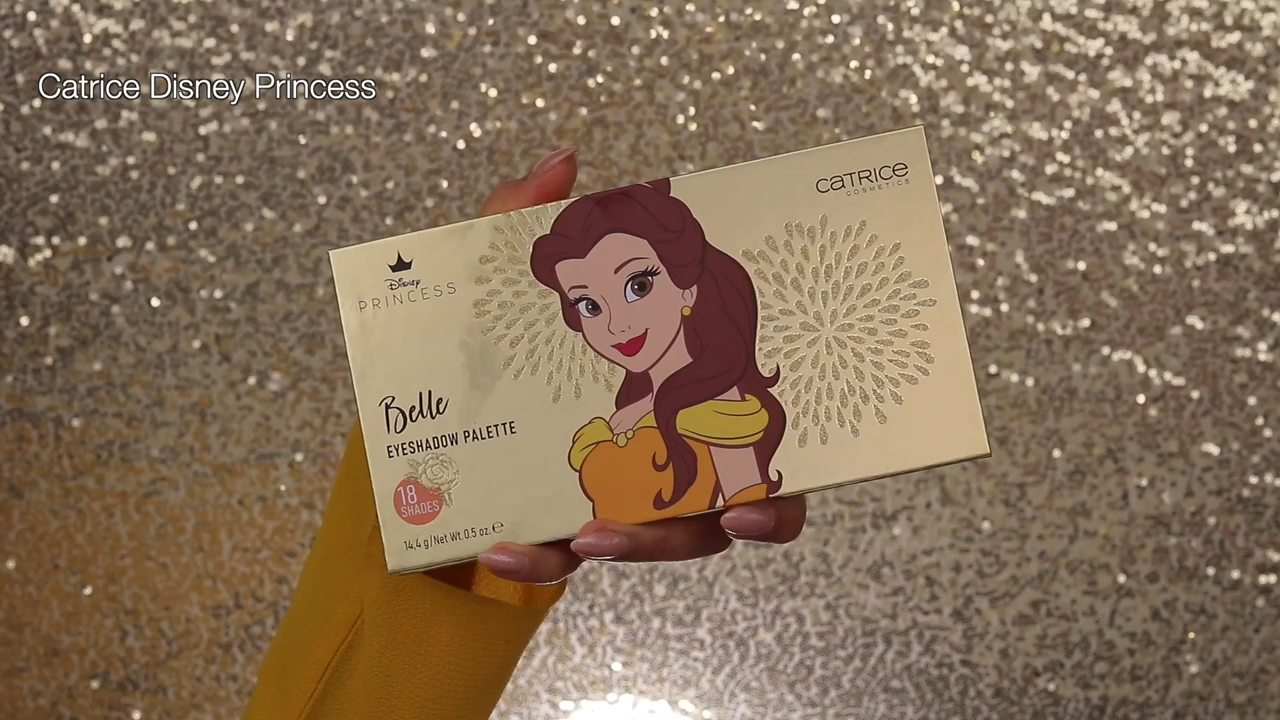 Catrice Disney Princess
CATRICE
COSMETICS
Disney
PRINCESS
Belle
EYESHADOW PALETTE
18
SHADES
14,4 g/Net Wt. 0.5 oz. ℮